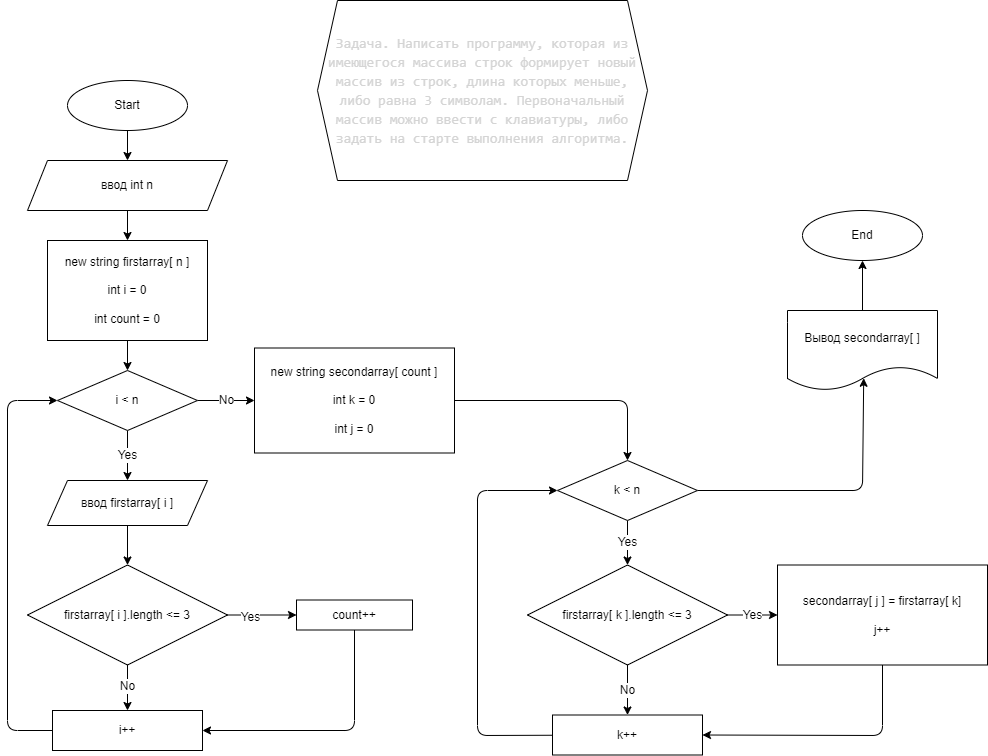 Задача. Написать программу, которая из
имеющегося массива строк формирует новый
массив из строк, длина которых меньше,
либо равна 3 символам. Первоначальный
массив можно ввести с клавиатуры, либо
задать на старте выполнения алгоритма.
Start
ввод int n
new string firstarray[ n ]
int i = 0
int count = 0
i < n
No
Yes
ввод firstarray[ i ]
firstarray[ i ].length <= 3
Yes
count++
No
i++
new string secondarray[ count ]
int k = 0
int j = 0
k < n
Yes
firstarray[ k ].length <= 3
Yes
secondarray[ j ] = firstarray[ k]
j++
No
k++
Вывод secondarray[ ]
End